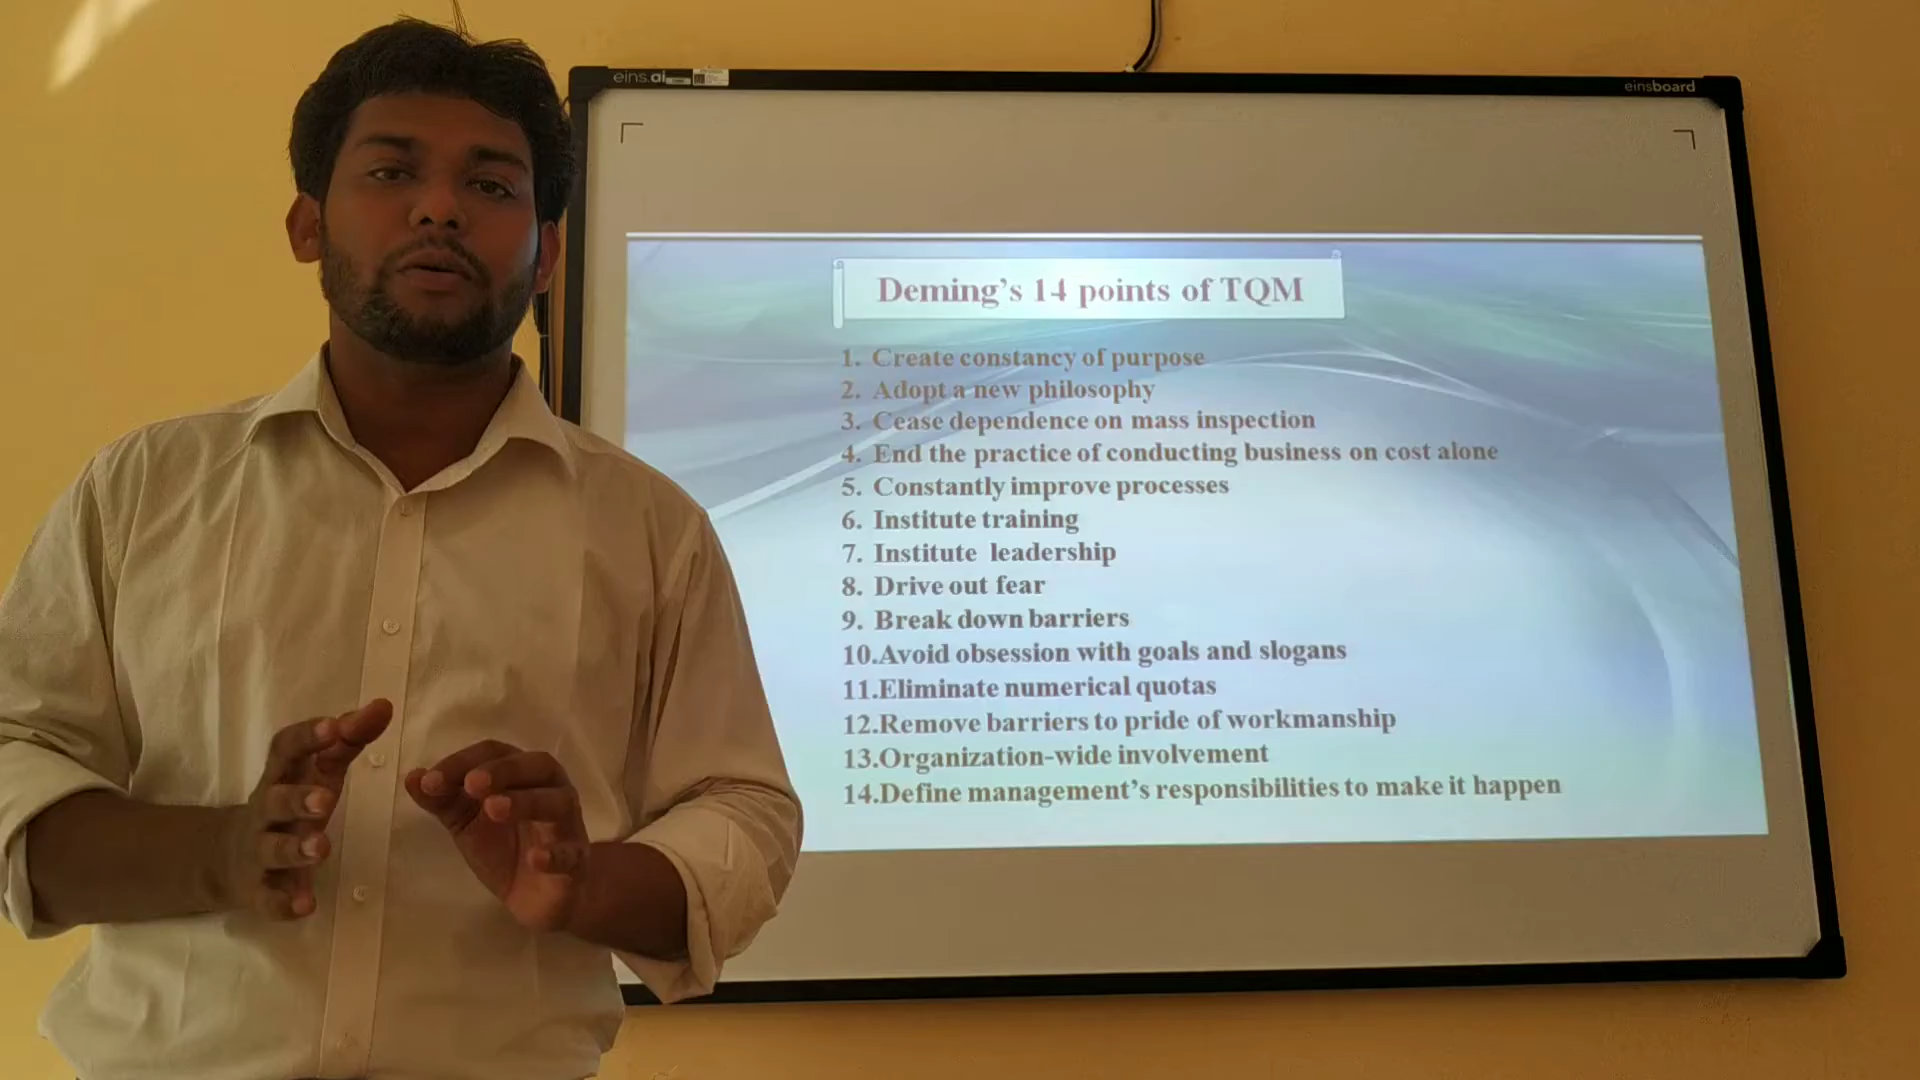 eins.ai
einsboard
Deming's 14 points of TQM
1. Create constancy of purpose
2. Adopt a new philosophy
3. Cease dependence on mass inspection
4. End the practice of conducting business on cost alone
5. Constantly improve processes
6. Institute training
7. Institute leadership
8. Drive out fear
9. Break down barriers
10.Avoid obsession with goals and slogans
11.Eliminate numerical quotas
12.Remove barriers to pride of workmanship
13.Organization-wide involvement
14.Define management's responsibilities to make it happen